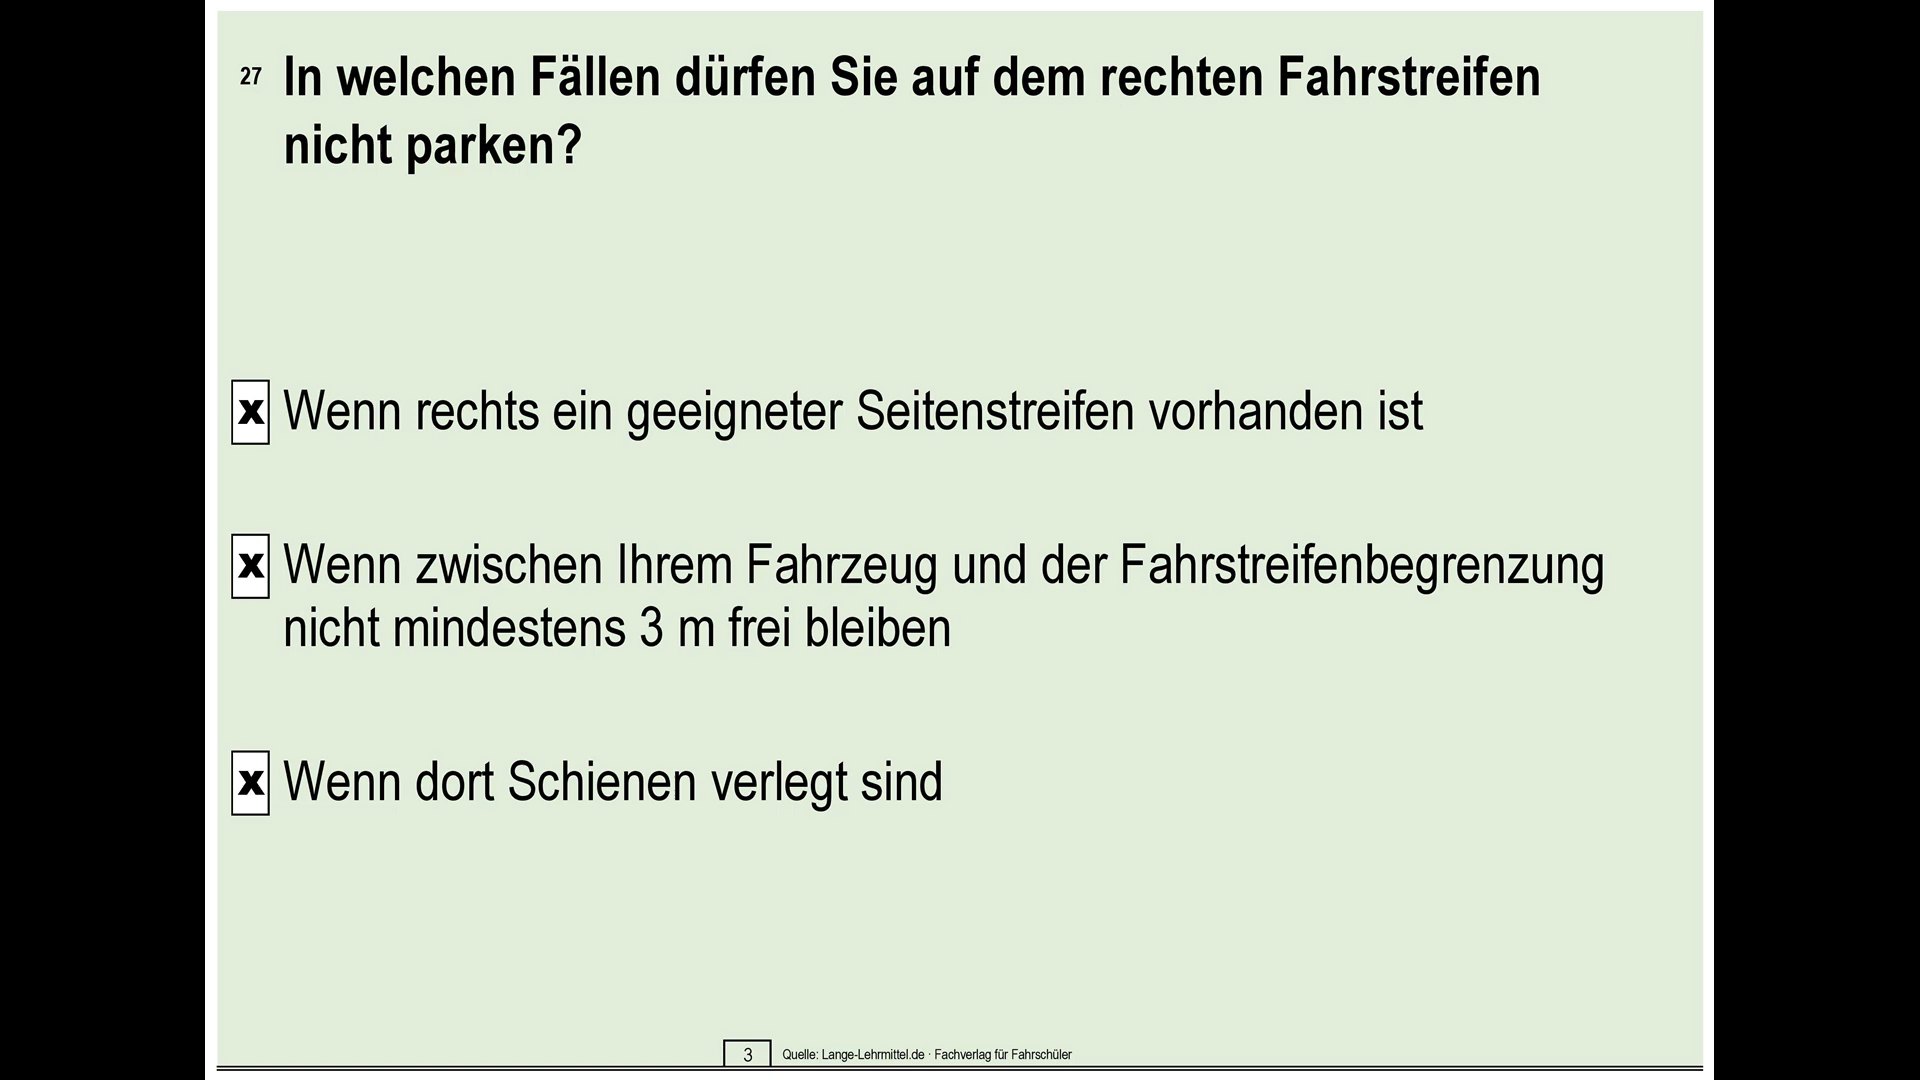 27 In welchen Fällen dürfen Sie auf dem rechten Fahrstreifen
nicht parken?
x Wenn rechts ein geeigneter Seitenstreifen vorhanden ist
x Wenn zwischen Ihrem Fahrzeug und der Fahrstreifenbegrenzung
nicht mindestens 3 m frei bleiben
x Wenn dort Schienen verlegt sind
3 Quelle: Lange-Lehrmittel.de · Fachverlag für Fahrschüler